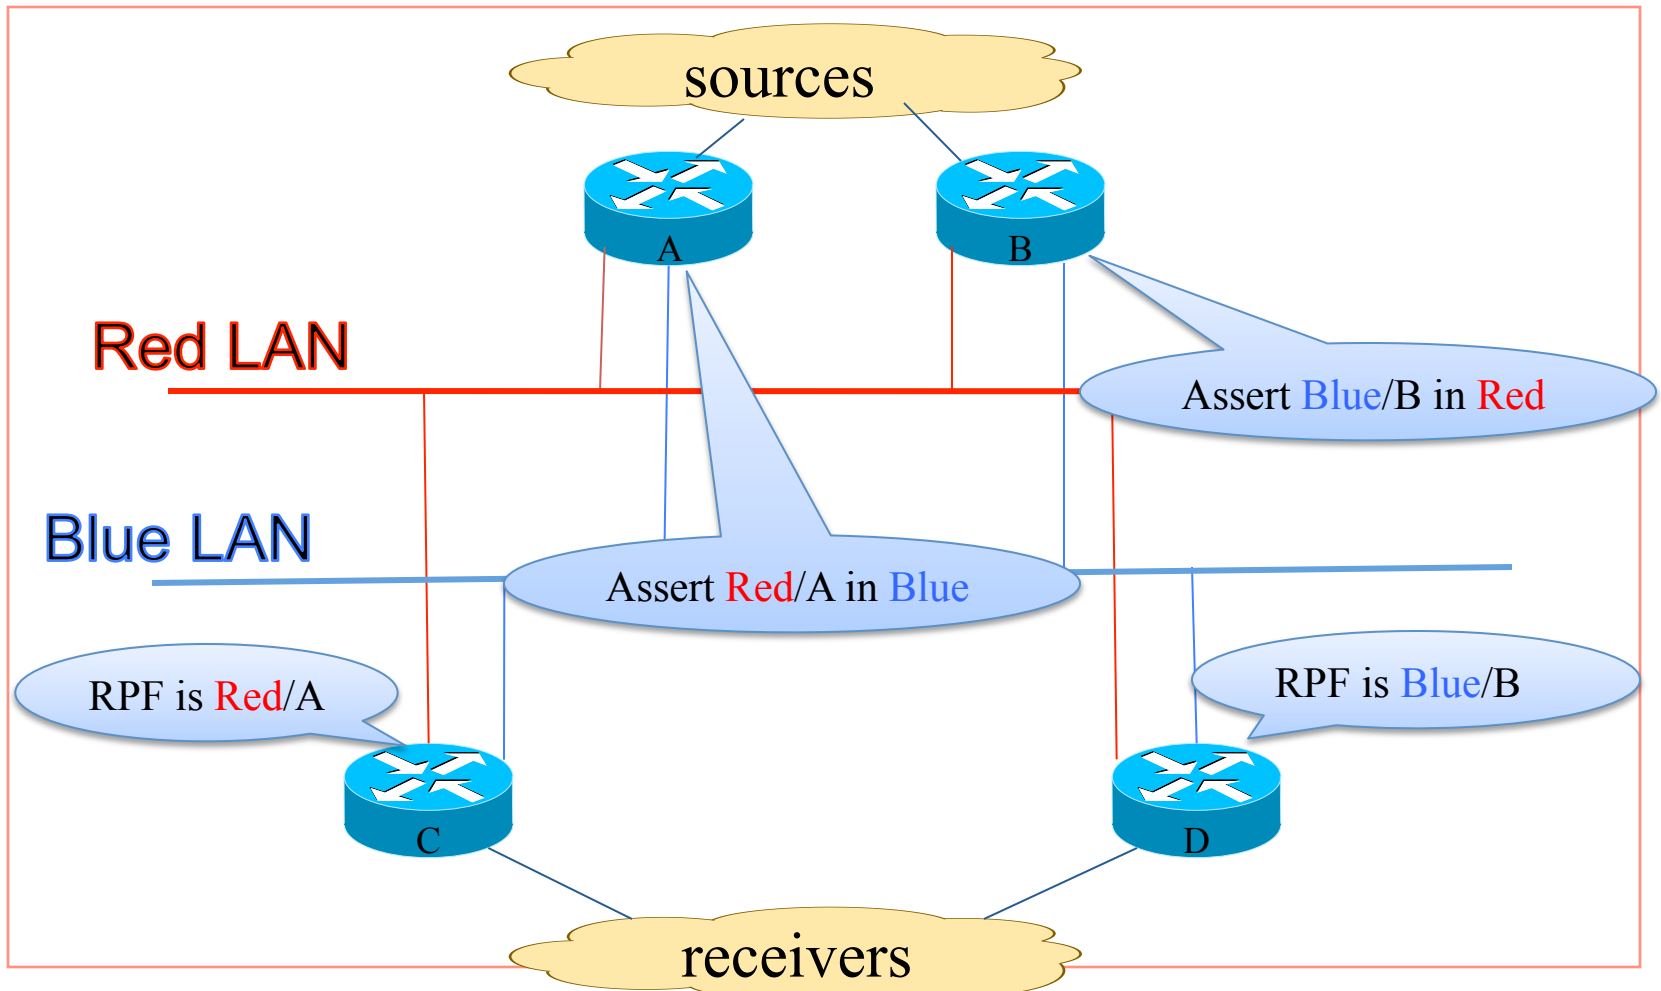 sources
A
B
Red LAN
Assert Blue/B in Red
Blue LAN
Assert Red/A in Blue
RPF is Red/A
RPF is Blue/B
C
D
receivers